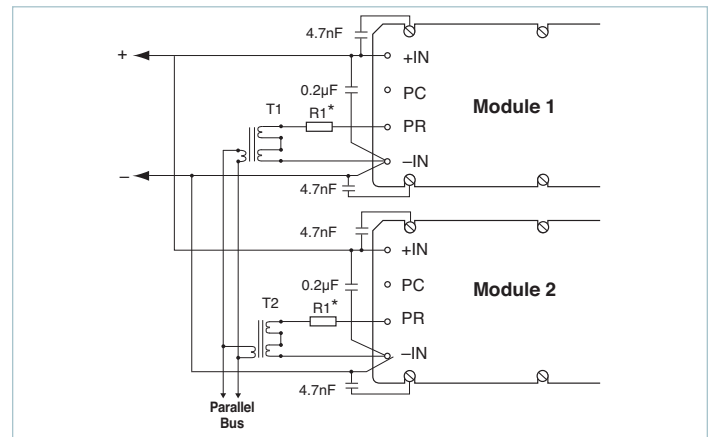 4.7nF
+
+IN
0.2µF
PC
Module 1
T1
R1*
PR
–IN
–
4.7nF
4.7nF
+IN
0.2µF
PC
Module 2
T2
R1*
PR
–IN
4.7nF
Parallel
Bus